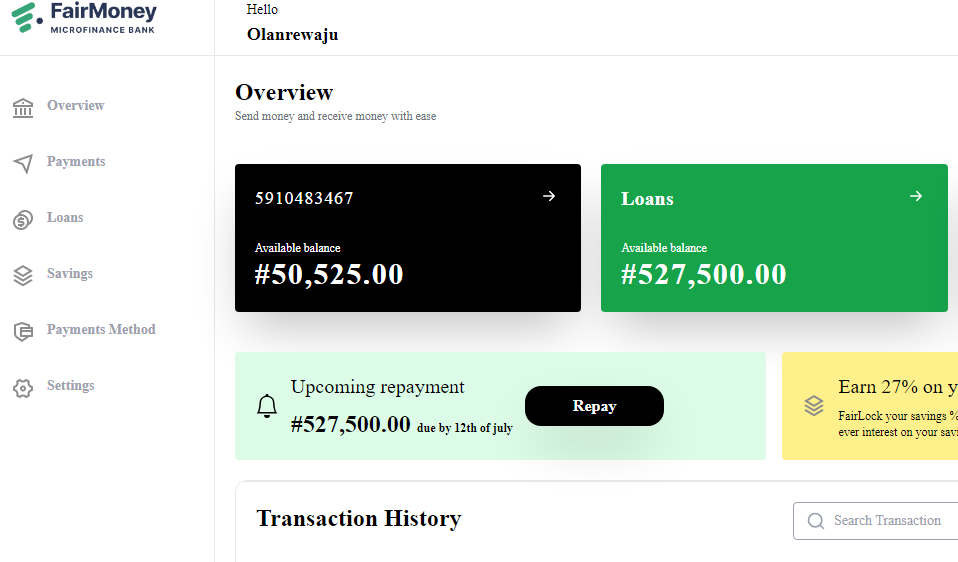 FairMoney
MICROFINANCE BANK
Hello
Olanrewaju
Overview
Payments
Loans
Savings
Payments Method
Settings
Overview
Send money and receive money with ease
5910483467
Available balance
#50,525.00
Loans
Available balance
#527,500.00
Upcoming repayment
#527,500.00 due by 12th of july
Repay
Earn 27% on y
FairLock your savings %
ever interest on your savi
Transaction History
Search Transaction